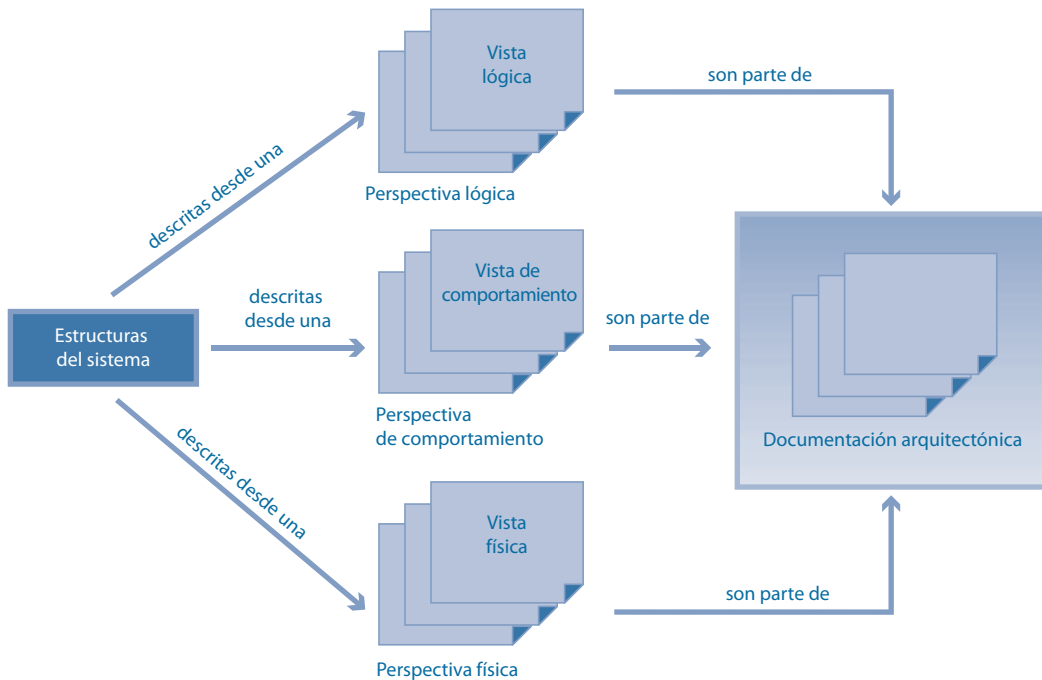 Vista
lógica
son parte de
descritas desde una
Perspectiva lógica
Vista de
comportamiento
descritas
desde una
son parte de
Estructuras
del sistema
Perspectiva
de comportamiento
Documentación arquitectónica
descritas desde una
Vista
física
son parte de
Perspectiva física